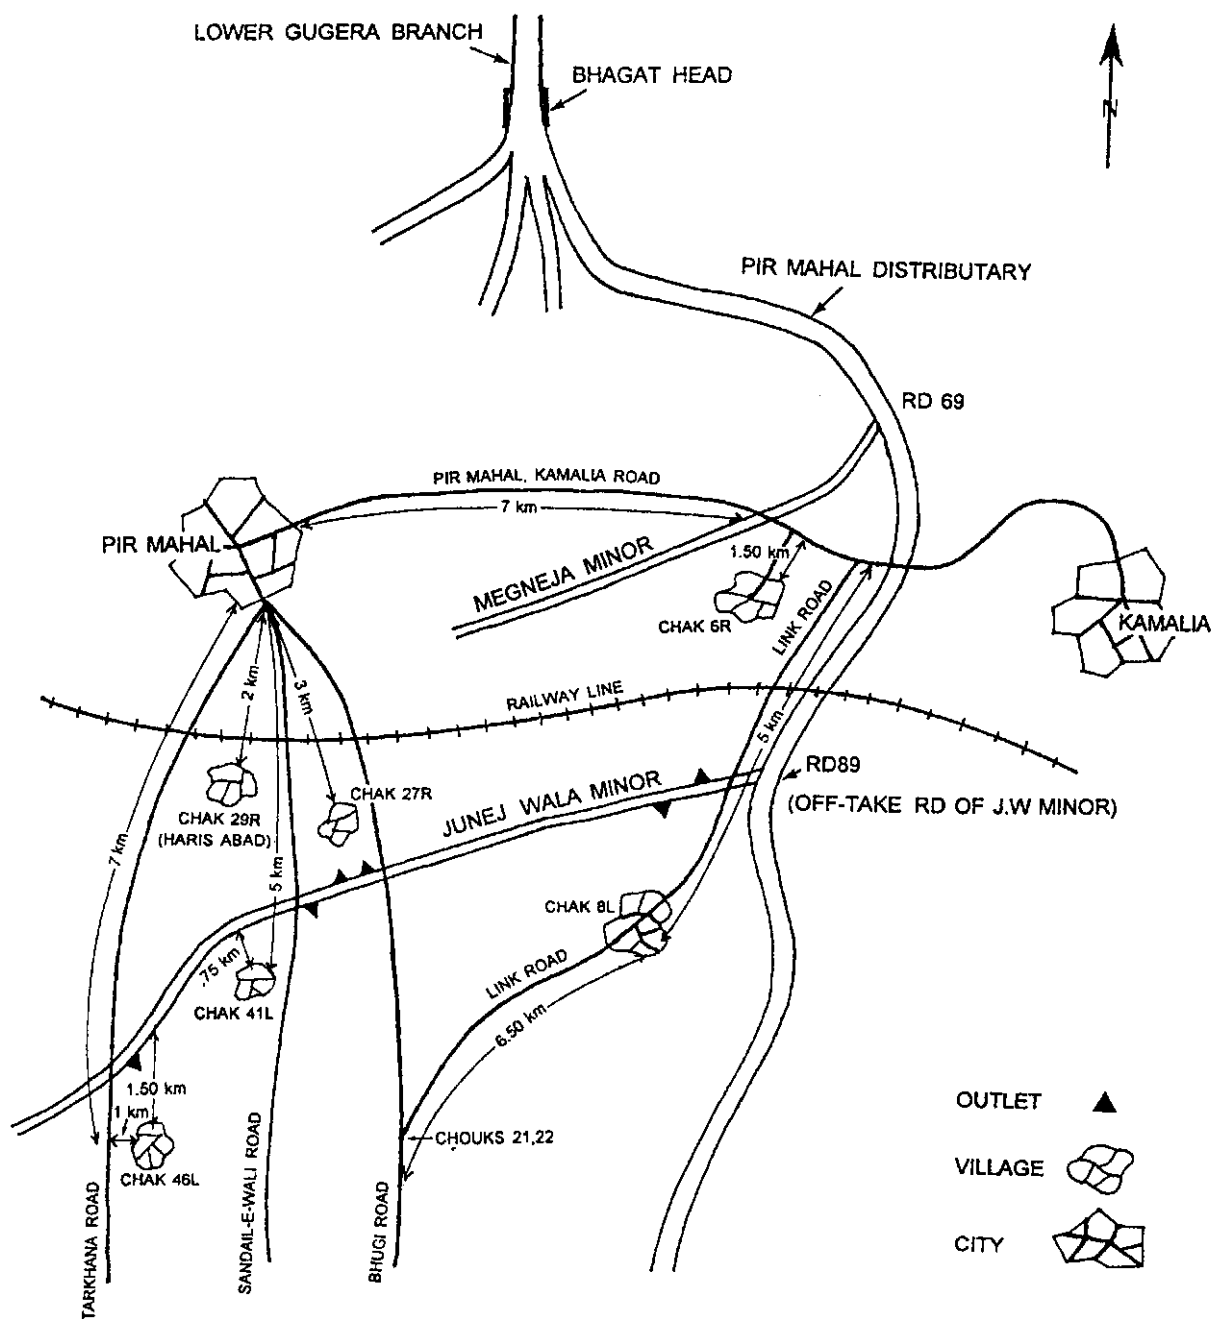 LOWER GUGERA BRANCH
BHAGAT HEAD
N
PIR MAHAL DISTRIBUTARY
RD 69
PIR MAHAL, KAMALIA ROAD
7 km
PIR MAHAL
MEGNEJA MINOR
1.50 km
CHAK 6R
LINK ROAD
KAMALIA
2 km
3 km
RAILWAY LINE
5 km
RD89
(OFF-TAKE RD OF J.W MINOR)
CHAK 29R
(HARIS ABAD)
CHAK 27R
JUNEJ WALA MINOR
7 km
5 km
CHAK 8L
.75 km
CHAK 41L
LINK ROAD
6.50 km
1.50 km
1 km
CHAK 46L
CHOUKS 21,22
TARKHANA ROAD
SANDAIL-E-WALI ROAD
BHUGI ROAD
OUTLET
VILLAGE
CITY